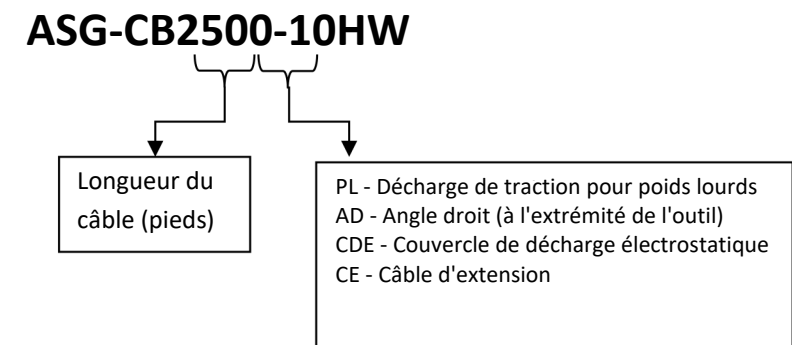 ASG-CB2500-10HW
Longueur du
câble (pieds)
PL - Décharge de traction pour poids lourds
AD - Angle droit (à l'extrémité de l'outil)
CDE - Couvercle de décharge électrostatique
CE - Câble d'extension